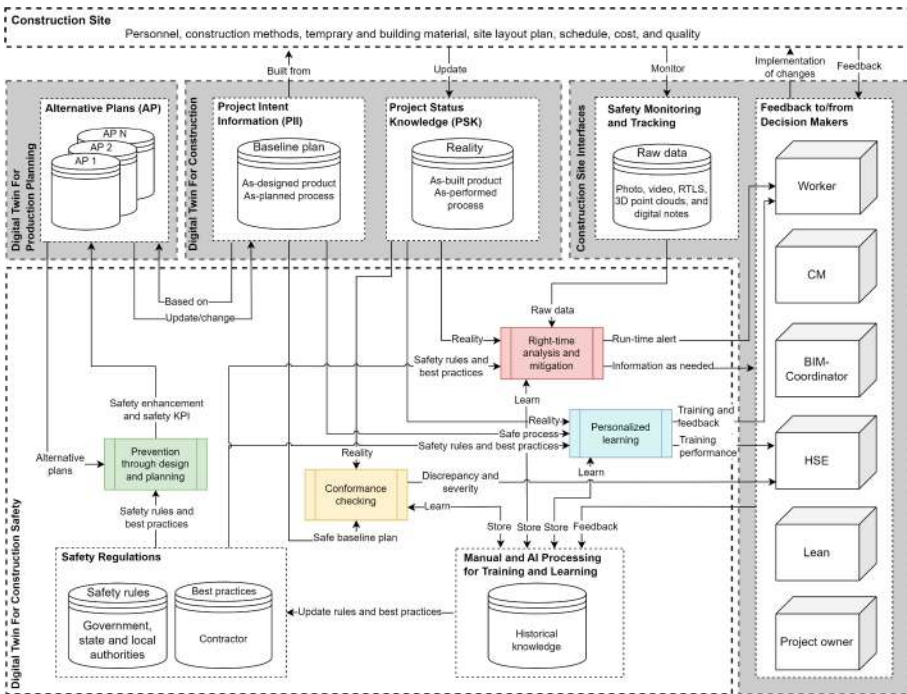 Construction Site
Personnel, construction methods, temprary and building material, site layout plan, schedule, cost, and quality
Built from
Update
Monitor
Implementation
of changes
Feedback
Digital Twin For
Production Planning
Alternative Plans (AP)
AP N
AP 2
AP 1
Digital Twin For Construction
Project Intent
Information (PII)
Baseline plan
As-designed product
As-planned process
Project Status
Knowledge (PSK)
Reality
As-built product
As-performed
process
Construction Site Interfaces
Safety Monitoring
and Tracking
Raw data
Photo, video, RTLS,
3D point clouds, and
digital notes
Feedback to/from
Decision Makers
Worker
CM
BIM-
Coordinator
HSE
Lean
Project owner
Digital Twin For Construction Safety
Based on
Update/change
Raw data
Reality
Safety rules and
best practices
Right-time
analysis and
mitigation
Run-time alert
Information as needed
Learn
Safety enhancement
and safety KPI
Reality
Safe process
Safety rules and best practices
Personalized
learning
Training and
feedback
Training
performance
Learn
Alternative
plans
Prevention
through design
and planning
Safety rules and
best practices
Reality
Conformance
checking
Discrepancy and
severity
Learn
Safe baseline plan
Store
Store
Store
Feedback
Safety Regulations
Safety rules
Government,
state and local
authorities
Best practices
Contractor
Update rules and best practices
Manual and AI Processing
for Training and Learning
Historical
knowledge